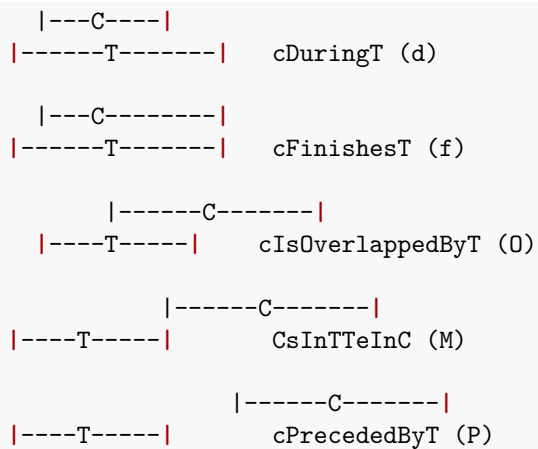 |---C----|
|------T-------| cDuringT (d)
|---C--------|
|------T-------| cFinishesT (f)
|------C-------|
|----T-----| cIsOverlappedByT (O)
|------C-------|
|----T-----| CsInTTeInC (M)
|------C-------|
|----T-----| cPrecededByT (P)